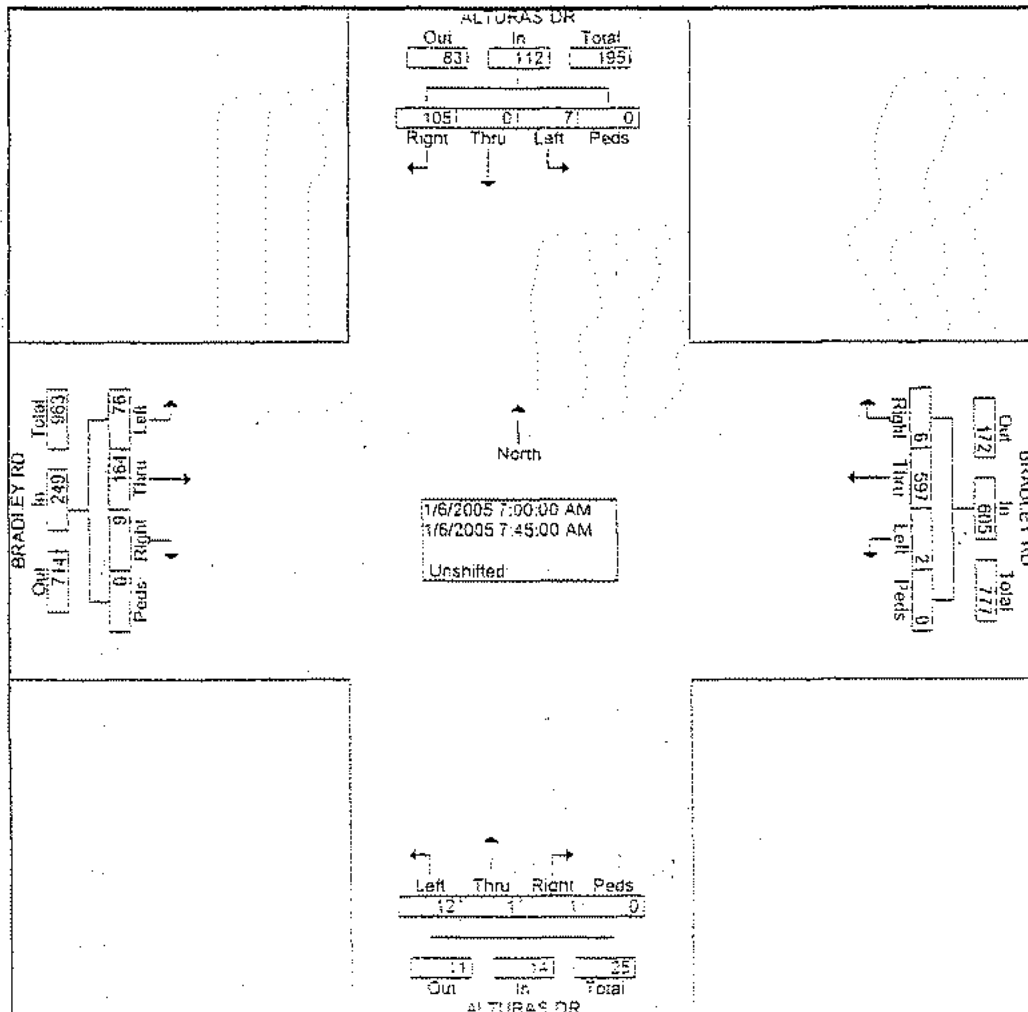 ALTURAS DR
Out In Total
83 112 195
105 0 7 0
Right Thru Left Peds
BRADLEY RD
Total In Out
963 249 714
76 164 9 0
Left Thru Right Peds
North
1/6/2005 7:00:00 AM
1/6/2005 7:45:00 AM
Unshifted
Right Thru Left Peds
6 597 2 0
Out In Total
172 605 777
BRADLEY RD
Left Thru Right Peds
12 1 1 0
11 14 25
Out In Total
ALTURAS DR